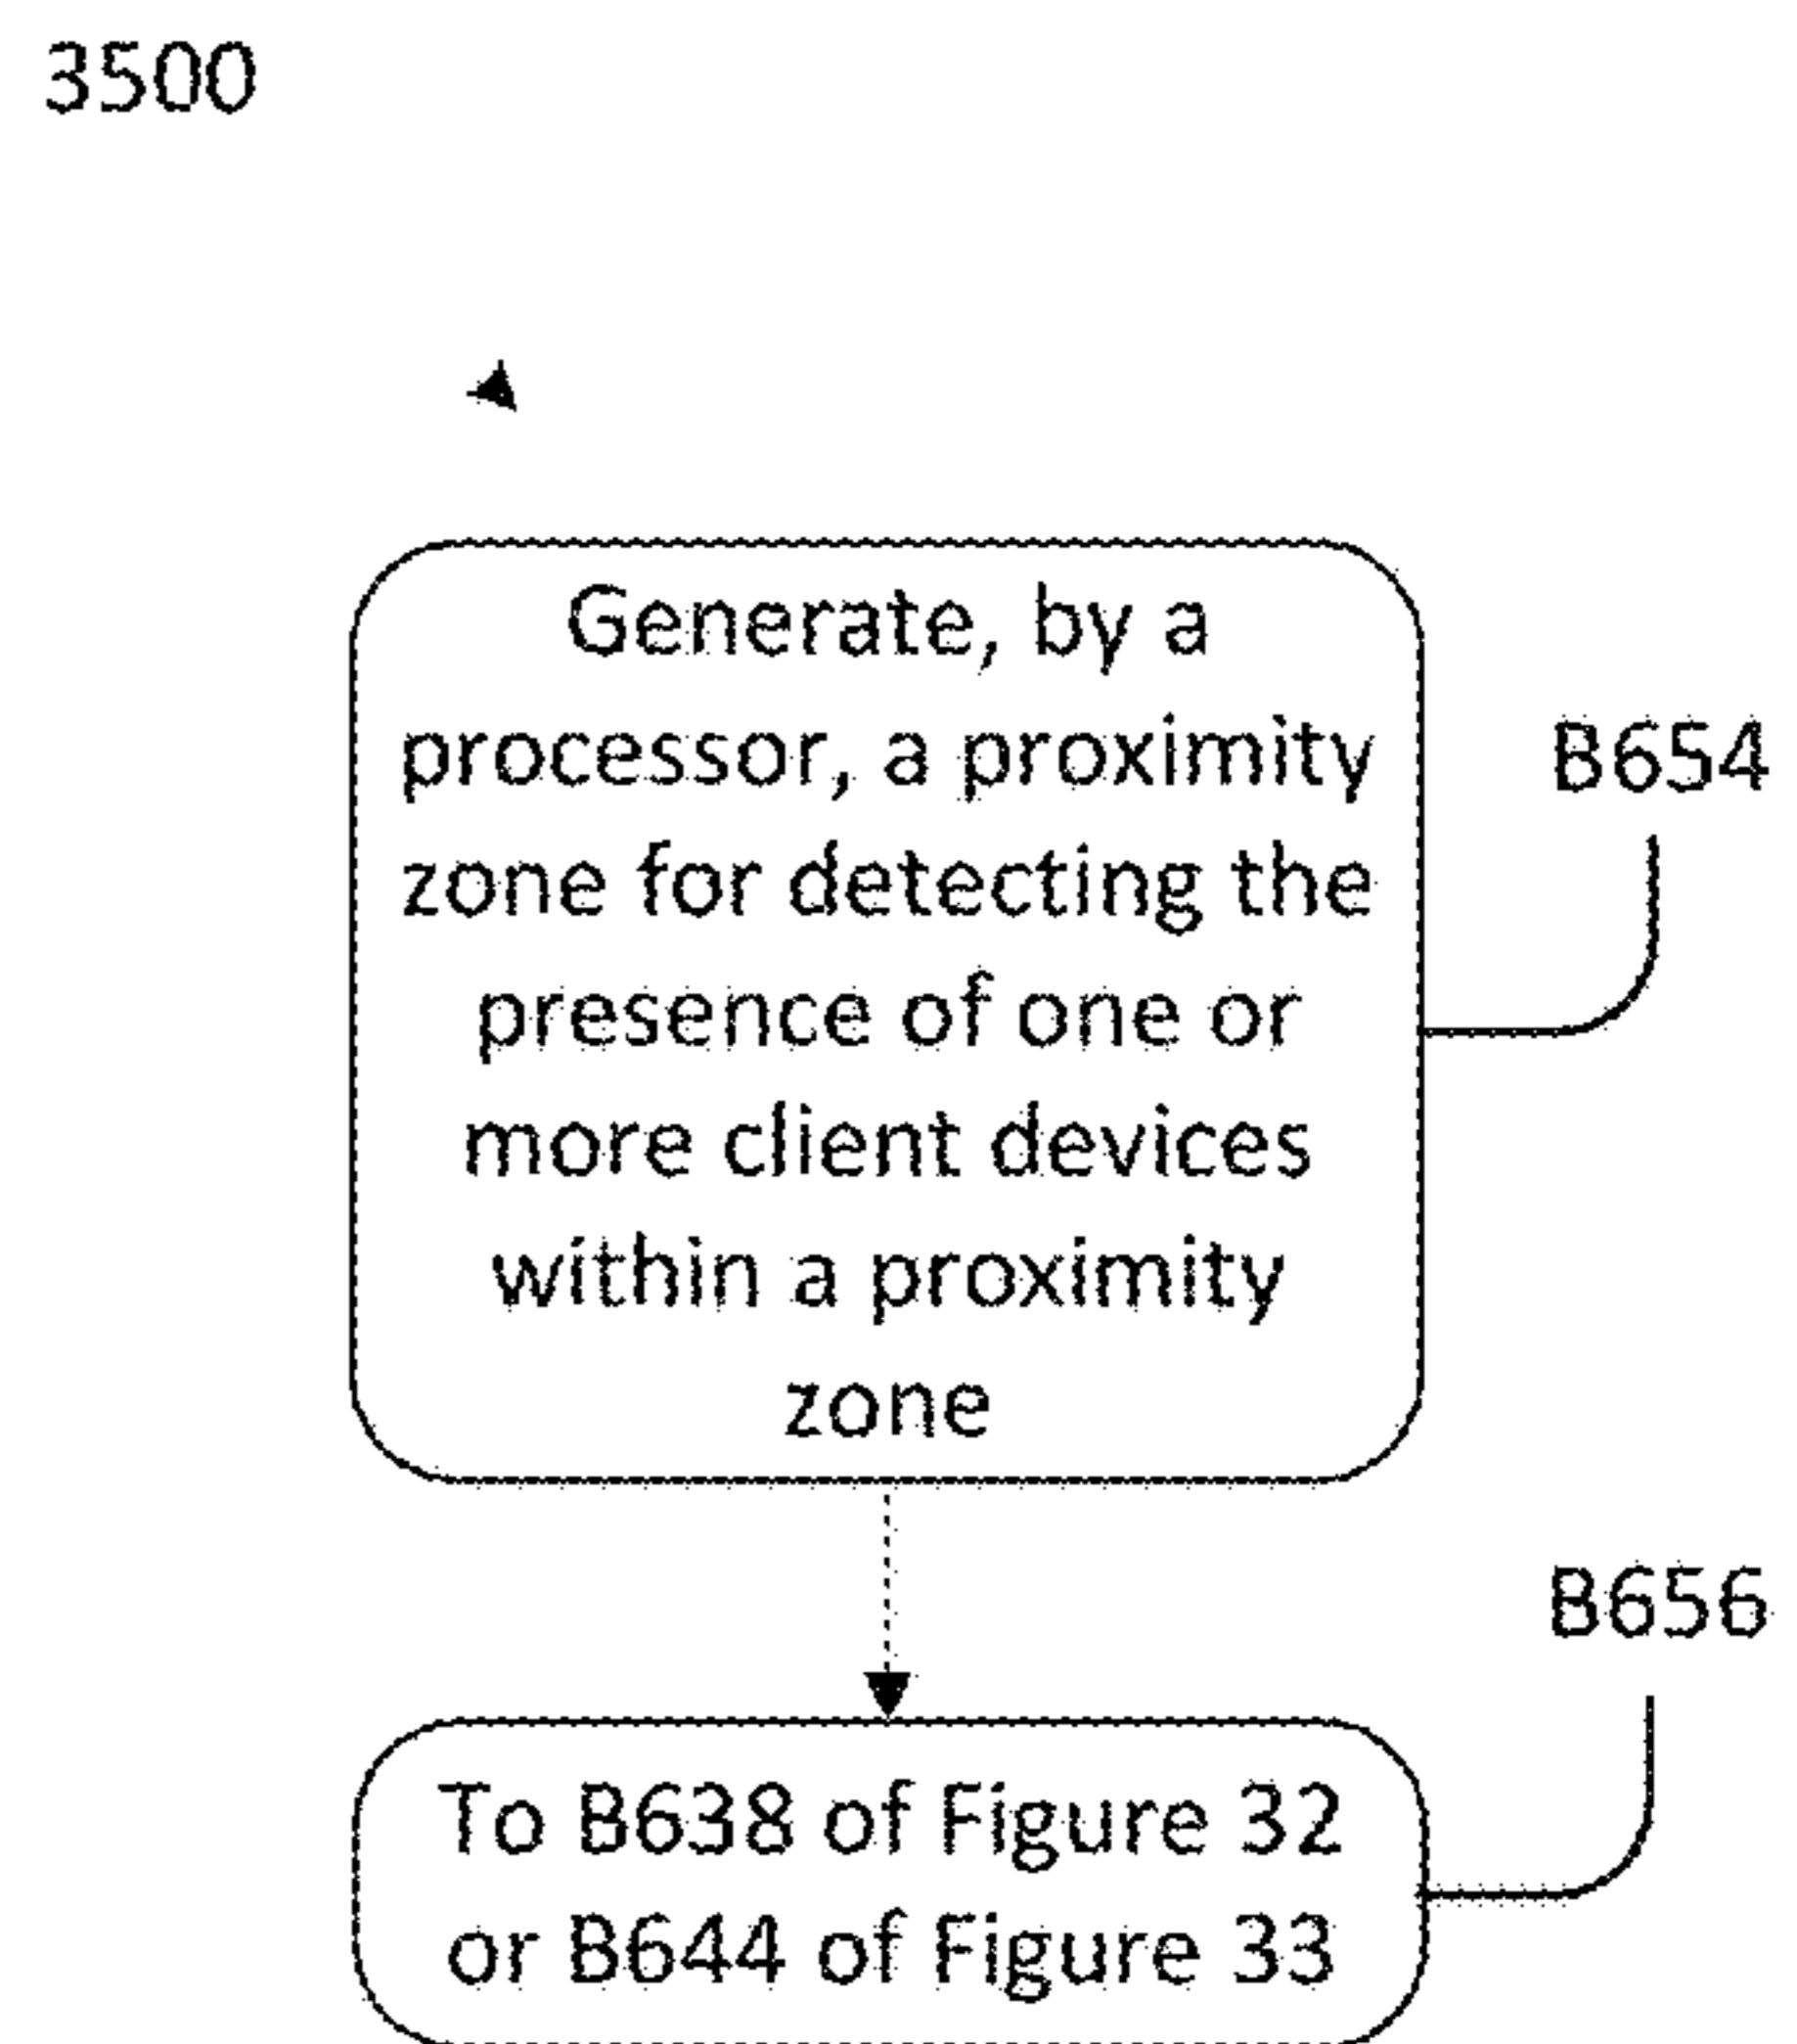 3500
Generate, by a
processor, a proximity
zone for detecting the
presence of one or
more client devices
within a proximity
zone
B654
B656
To B638 of Figure 32
or B644 of Figure 33